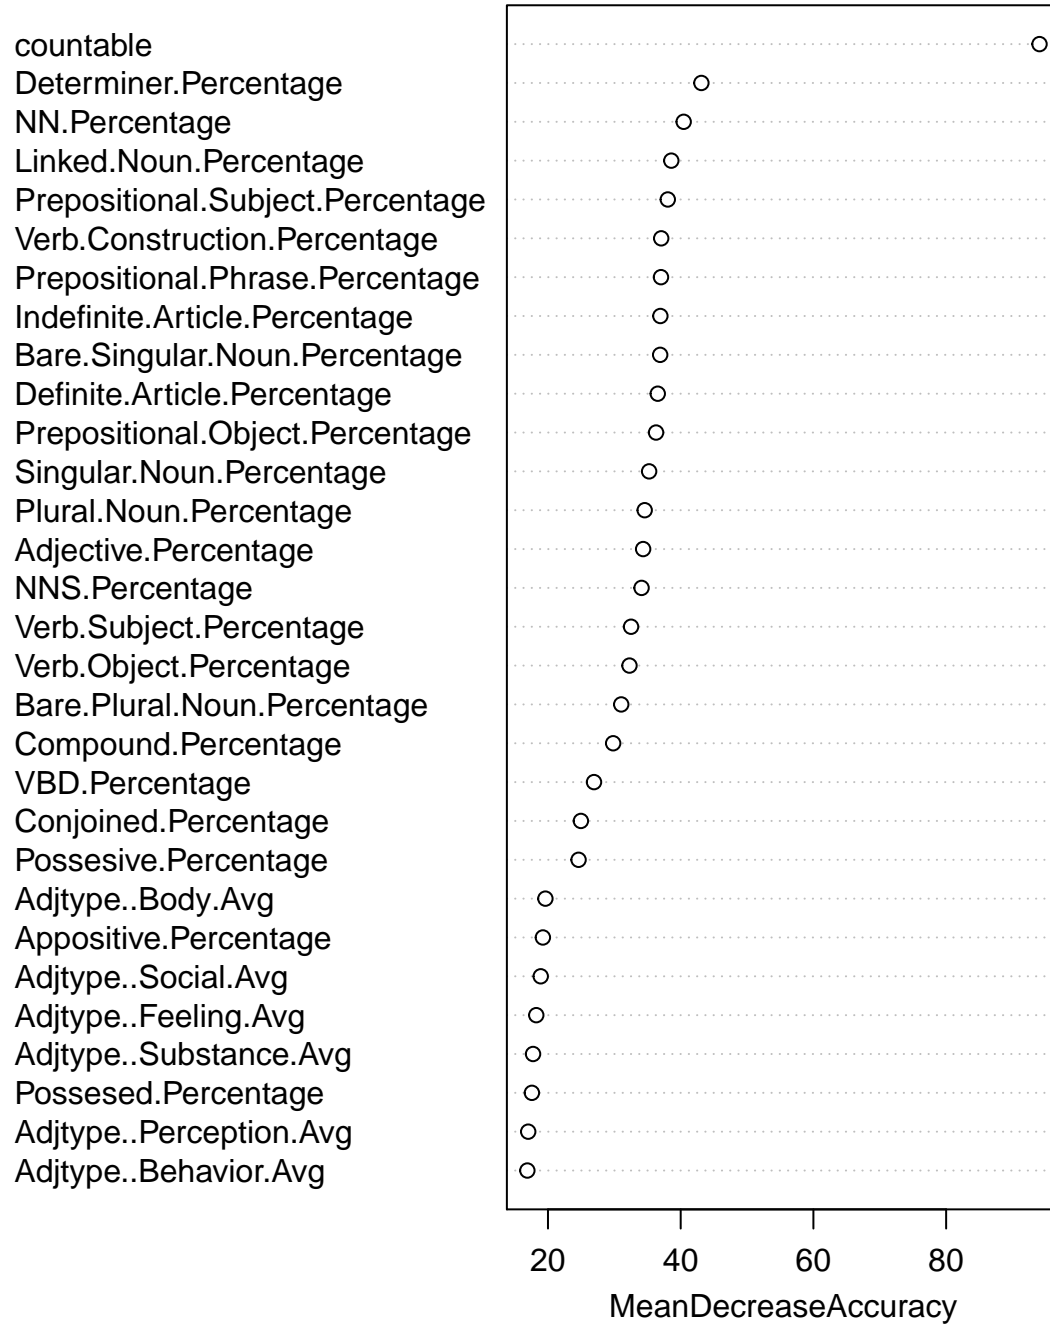 countable
Determiner.Percentage
NN.Percentage
Linked.Noun.Percentage
Prepositional.Subject.Percentage
Verb.Construction.Percentage
Prepositional.Phrase.Percentage
Indefinite.Article.Percentage
Bare.Singular.Noun.Percentage
Definite.Article.Percentage
Prepositional.Object.Percentage
Singular.Noun.Percentage
Plural.Noun.Percentage
Adjective.Percentage
NNS.Percentage
Verb.Subject.Percentage
Verb.Object.Percentage
Bare.Plural.Noun.Percentage
Compound.Percentage
VBD.Percentage
Conjoined.Percentage
Possesive.Percentage
Adjtype..Body.Avg
Appositive.Percentage
Adjtype..Social.Avg
Adjtype..Feeling.Avg
Adjtype..Substance.Avg
Possesed.Percentage
Adjtype..Perception.Avg
Adjtype..Behavior.Avg
20 40 60 80
MeanDecreaseAccuracy